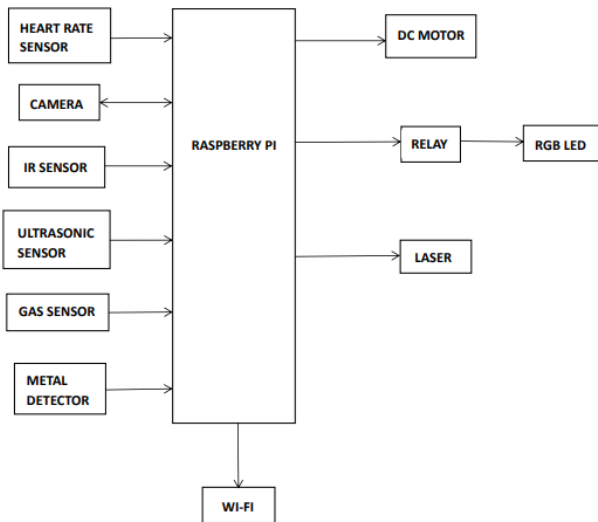 HEART RATE
SENSOR
CAMERA
IR SENSOR
ULTRASONIC
SENSOR
GAS SENSOR
METAL
DETECTOR
RASPBERRY PI
DC MOTOR
RELAY
RGB LED
LASER
WI-FI